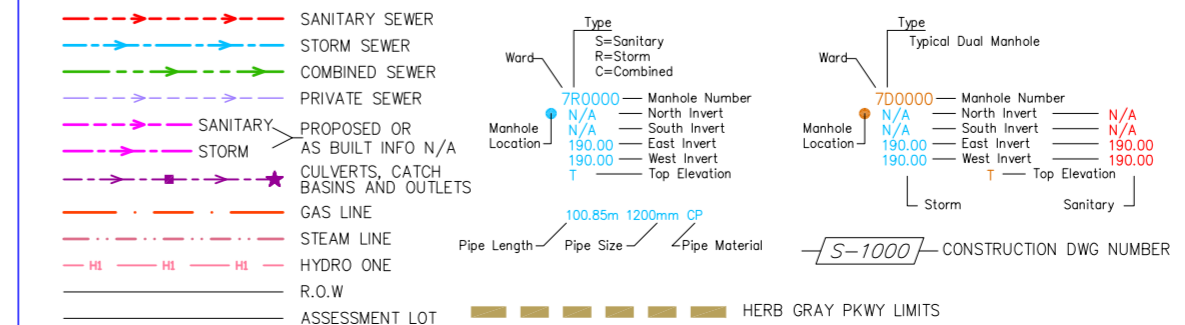 SANITARY SEWER
STORM SEWER
COMBINED SEWER
PRIVATE SEWER
SANITARY
STORM
PROPOSED OR
AS BUILT INFO N/A
CULVERTS, CATCH
BASINS AND OUTLETS
GAS LINE
STEAM LINE
H1 H1 H1 HYDRO ONE
R.O.W
ASSESSMENT LOT
Type
S=Sanitary
R=Storm
C=Combined
Ward
7R0000 Manhole Number
N/A North Invert
N/A South Invert
190.00 East Invert
190.00 West Invert
T Top Elevation
Manhole
Location
100.85m 1200mm CP
Pipe Length Pipe Size Pipe Material
HERB GRAY PKWY LIMITS
Type
Typical Dual Manhole
Ward
7D0000 Manhole Number
N/A North Invert N/A
N/A South Invert N/A
190.00 East Invert 190.00
190.00 West Invert 190.00
T Top Elevation
Manhole
Location
Storm Sanitary
S-1000 CONSTRUCTION DWG NUMBER